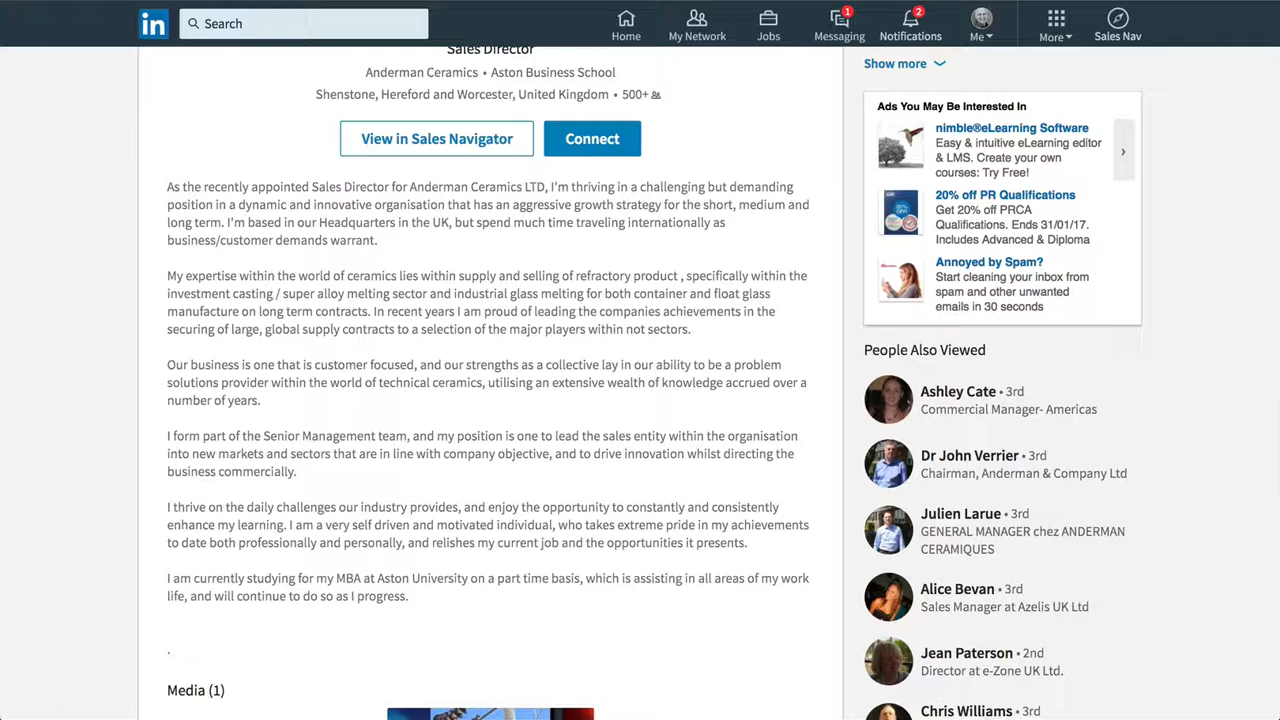 in
Search
Home
My Network
Jobs
1
Messaging
2
Notifications
Me
More
Sales Nav
Sales Director
Anderman Ceramics • Aston Business School
Shenstone, Hereford and Worcester, United Kingdom • 500+
View in Sales Navigator
Connect
As the recently appointed Sales Director for Anderman Ceramics LTD, I'm thriving in a challenging but demanding
position in a dynamic and innovative organisation that has an aggressive growth strategy for the short, medium and
long term. I'm based in our Headquarters in the UK, but spend much time traveling internationally as
business/customer demands warrant.
My expertise within the world of ceramics lies within supply and selling of refractory product , specifically within the
investment casting / super alloy melting sector and industrial glass melting for both container and float glass
manufacture on long term contracts. In recent years I am proud of leading the companies achievements in the
securing of large, global supply contracts to a selection of the major players within not sectors.
Our business is one that is customer focused, and our strengths as a collective lay in our ability to be a problem
solutions provider within the world of technical ceramics, utilising an extensive wealth of knowledge accrued over a
number of years.
I form part of the Senior Management team, and my position is one to lead the sales entity within the organisation
into new markets and sectors that are in line with company objective, and to drive innovation whilst directing the
business commercially.
I thrive on the daily challenges our industry provides, and enjoy the opportunity to constantly and consistently
enhance my learning. I am a very self driven and motivated individual, who takes extreme pride in my achievements
to date both professionally and personally, and relishes my current job and the opportunities it presents.
I am currently studying for my MBA at Aston University on a part time basis, which is assisting in all areas of my work
life, and will continue to do so as I progress.
.
Media (1)
Show more
Ads You May Be Interested In
nimble®eLearning Software
Easy & intuitive eLearning editor
& LMS. Create your own
courses: Try Free!
20% off PR Qualifications
Get 20% off PRCA
Qualifications. Ends 31/01/17.
Includes Advanced & Diploma
Annoyed by Spam?
Start cleaning your inbox from
spam and other unwanted
emails in 30 seconds
People Also Viewed
Ashley Cate • 3rd
Commercial Manager- Americas
Dr John Verrier • 3rd
Chairman, Anderman & Company Ltd
Julien Larue • 3rd
GENERAL MANAGER chez ANDERMAN
CERAMIQUES
Alice Bevan • 3rd
Sales Manager at Azelis UK Ltd
Jean Paterson • 2nd
Director at e-Zone UK Ltd.
Chris Williams • 3rd